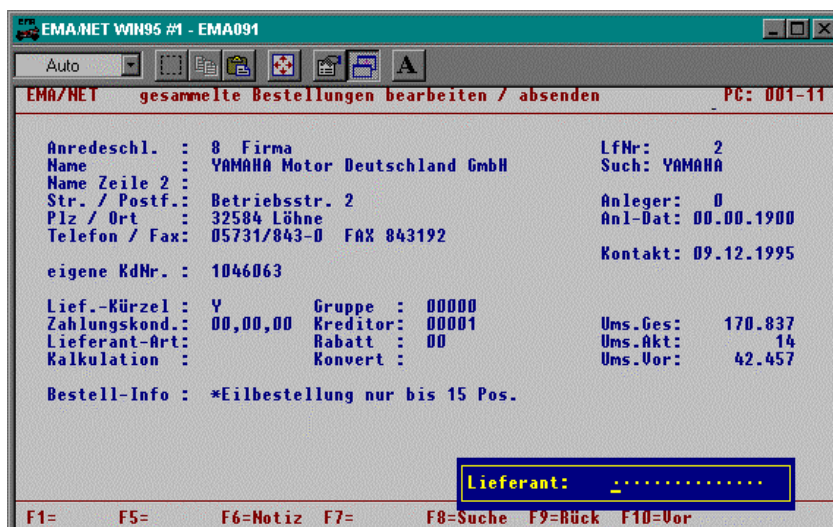 EMA/NET WIN95 #1 - EMA091
Auto
A
EMA/NET gesammelte Bestellungen bearbeiten / absenden PC: 001-11
Anredeschl. : 8 Firma LfNr: 2
Name : YAMAHA Motor Deutschland GmbH Such: YAMAHA
Name Zeile 2 :
Str. / Postf.: Betriebsstr. 2 Anleger: 0
Plz / Ort : 32584 Löhne Anl-Dat: 00.00.1900
Telefon / Fax: 05731/843-0 FAX 843192
Kontakt: 09.12.1995
eigene KdNr. : 1046063
Lief.-Kürzel : Y Gruppe : 00000
Zahlungskond.: 00,00,00 Kreditor: 00001 Ums.Ges: 170.837
Lieferant-Art: Rabatt : 00 Ums.Akt: 14
Kalkulation : Konvert : Ums.Vor: 42.457
Bestell-Info : *Eilbestellung nur bis 15 Pos.
Lieferant:
F1= F5= F6=Notiz F7= F8=Suche F9=Rück F10=Vor